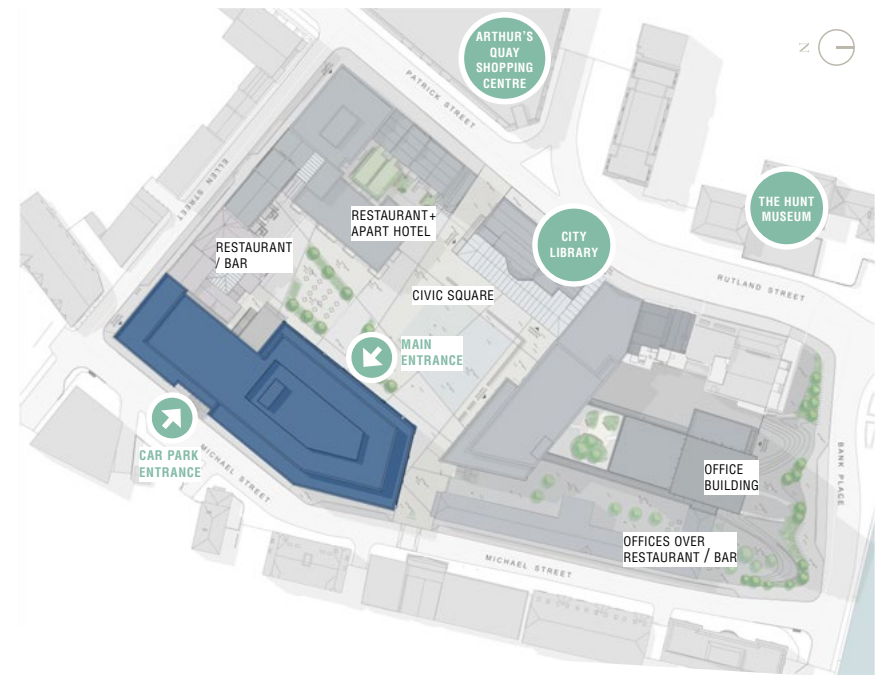 ARTHUR'S
QUAY
SHOPPING
CENTRE
N
PATRICK STREET
ELLEN STREET
THE HUNT
MUSEUM
RESTAURANT+
APART HOTEL
CITY
LIBRARY
RESTAURANT
/ BAR
CIVIC SQUARE
RUTLAND STREET
MAIN
ENTRANCE
CAR PARK
ENTRANCE
MICHAEL STREET
OFFICE
BUILDING
BANK PLACE
OFFICES OVER
RESTAURANT / BAR
MICHAEL STREET